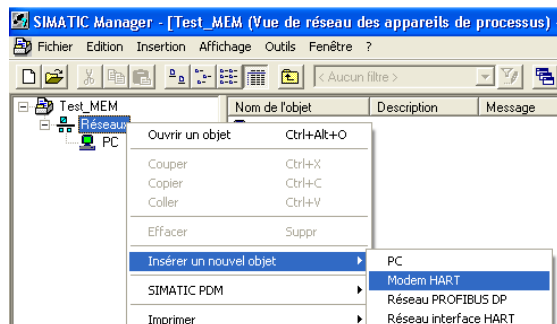 SIMATIC Manager - [Test_MEM (Vue de réseau des appareils de processus)
Fichier Edition Insertion Affichage Outils Fenêtre ?
< Aucun filtre >
Test_MEM Nom de l'objet Description Message
Réseaux
PC
Ouvrir un objet Ctrl+Alt+O
Couper Ctrl+X
Copier Ctrl+C
Coller Ctrl+V
Effacer Suppr
Insérer un nouvel objet PC
Modem HART
SIMATIC PDM Réseau PROFIBUS DP
Imprimer Réseau interface HART